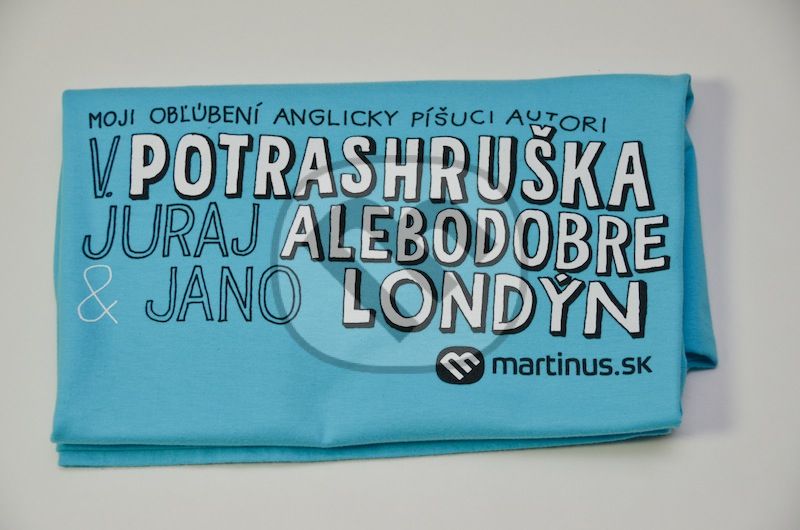 MOJI OBĽÚBENÍ ANGLICKY PÍŠUCI AUTORI
V. POTRASHRUŠKA
JURAJ ALEBODOBRE
& JANO LONDÝN
martinus.sk